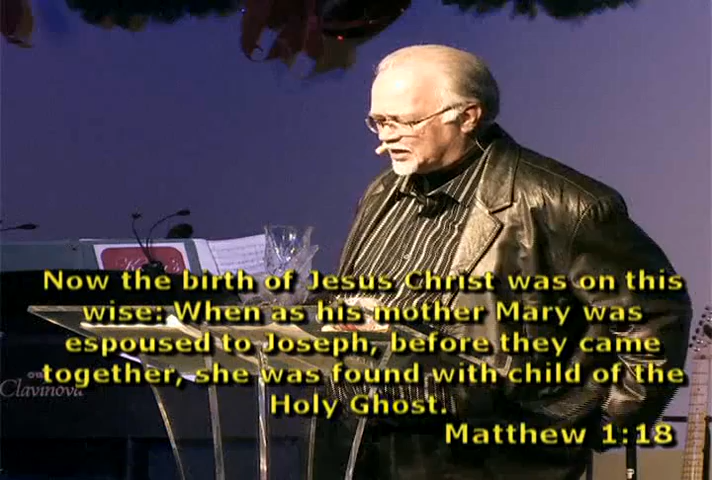 Now the birth of Jesus Christ was on this
wise: When as his mother Mary was
espoused to Joseph, before they came
together, she was found with child of the
Holy Ghost.
Matthew 1:18
Clavinova